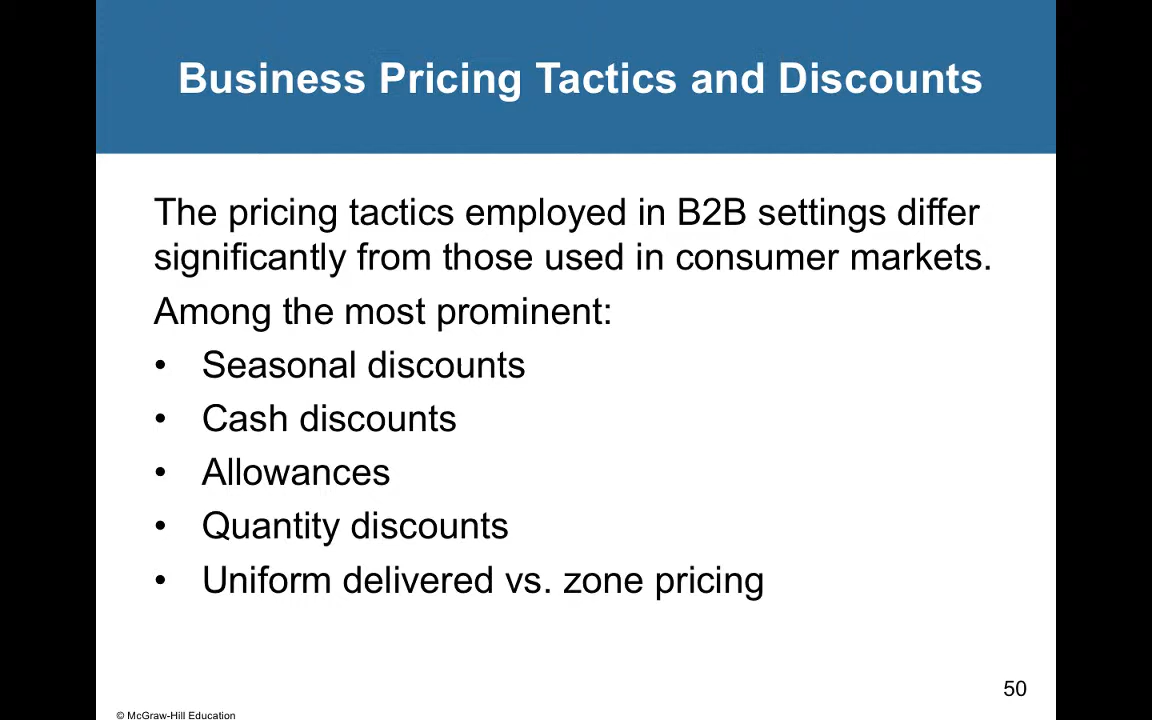 Business Pricing Tactics and Discounts
The pricing tactics employed in B2B settings differ
significantly from those used in consumer markets.
Among the most prominent:
• Seasonal discounts
• Cash discounts
• Allowances
• Quantity discounts
• Uniform delivered vs. zone pricing
50
© McGraw-Hill Education